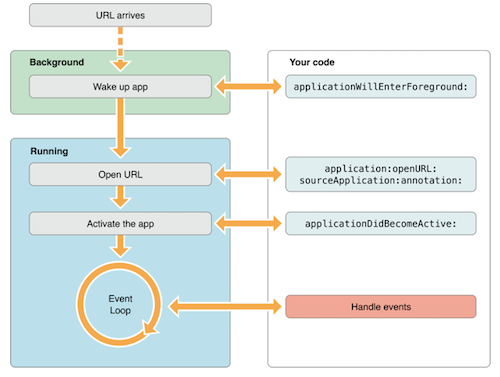 URL arrives
Background
Your code
Wake up app
applicationWillEnterForeground:
Running
Open URL
application:openURL:
sourceApplication:annotation:
Activate the app
applicationDidBecomeActive:
Event
Loop
Handle events